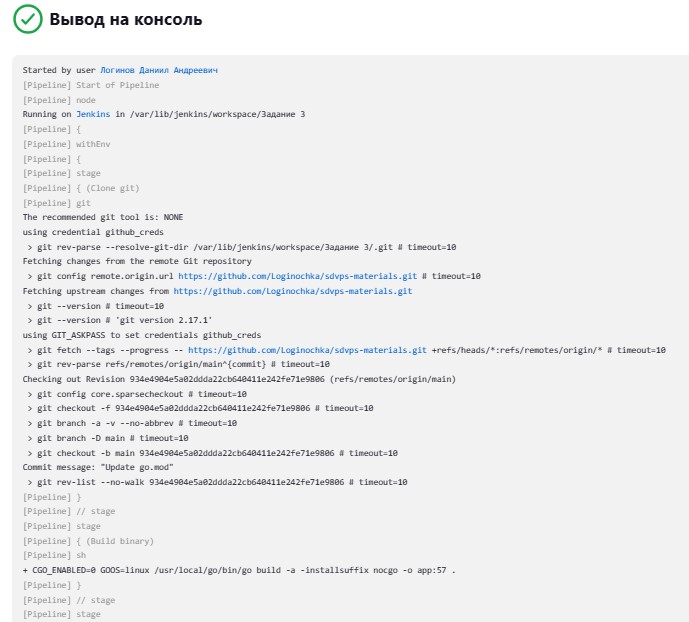 Вывод на консоль
Started by user Логинов Даниил Андреевич
[Pipeline] Start of Pipeline
[Pipeline] node
Running on Jenkins in /var/lib/jenkins/workspace/Задание 3
[Pipeline] {
[Pipeline] withEnv
[Pipeline] {
[Pipeline] stage
[Pipeline] { (Clone git)
[Pipeline] git
The recommended git tool is: NONE
using credential github_creds
> git rev-parse --resolve-git-dir /var/lib/jenkins/workspace/Задание 3/.git # timeout=10
Fetching changes from the remote Git repository
> git config remote.origin.url https://github.com/Loginochka/sdvps-materials.git # timeout=10
Fetching upstream changes from https://github.com/Loginochka/sdvps-materials.git
> git --version # timeout=10
> git --version # 'git version 2.17.1'
using GIT_ASKPASS to set credentials github_creds
> git fetch --tags --progress -- https://github.com/Loginochka/sdvps-materials.git +refs/heads/*:refs/remotes/origin/* # timeout=10
> git rev-parse refs/remotes/origin/main^{commit} # timeout=10
Checking out Revision 934e4904e5a02ddda22cb640411e242fe71e9806 (refs/remotes/origin/main)
> git config core.sparsecheckout # timeout=10
> git checkout -f 934e4904e5a02ddda22cb640411e242fe71e9806 # timeout=10
> git branch -a -v --no-abbrev # timeout=10
> git branch -D main # timeout=10
> git checkout -b main 934e4904e5a02ddda22cb640411e242fe71e9806 # timeout=10
Commit message: "Update go.mod"
> git rev-list --no-walk 934e4904e5a02ddda22cb640411e242fe71e9806 # timeout=10
[Pipeline] }
[Pipeline] // stage
[Pipeline] stage
[Pipeline] { (Build binary)
[Pipeline] sh
+ CGO_ENABLED=0 GOOS=linux /usr/local/go/bin/go build -a -installsuffix nocgo -o app:57 .
[Pipeline] }
[Pipeline] // stage
[Pipeline] stage